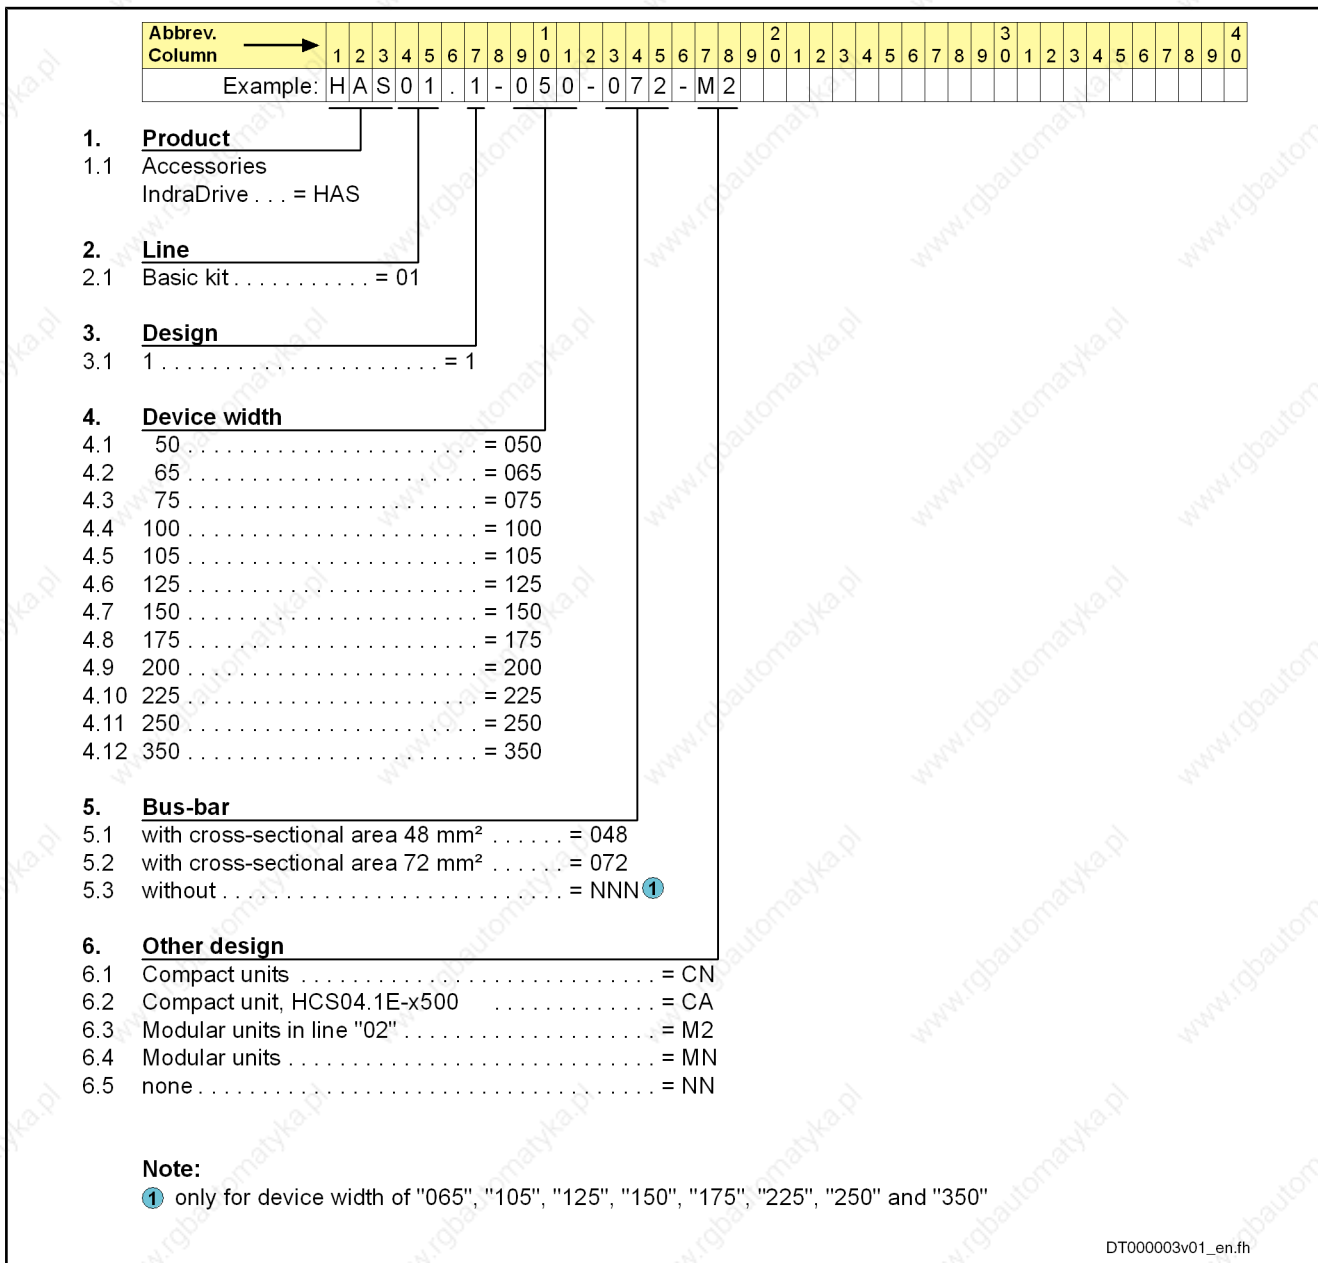 Abbrev.
Column 1 2 3 4 5 6 7 8 9 10 1 2 3 4 5 6 7 8 9 20 1 2 3 4 5 6 7 8 9 30 1 2 3 4 5 6 7 8 9 40
Example: H A S 0 1 . 1 - 0 5 0 - 0 7 2 - M 2
1. Product
1.1 Accessories
IndraDrive . . . = HAS
2. Line
2.1 Basic kit . . . . . . . . . . . = 01
3. Design
3.1 1 . . . . . . . . . . . . . . . . . . . . . . = 1
4. Device width
4.1 50 . . . . . . . . . . . . . . . . . . . . . . . = 050
4.2 65 . . . . . . . . . . . . . . . . . . . . . . . = 065
4.3 75 . . . . . . . . . . . . . . . . . . . . . . . = 075
4.4 100 . . . . . . . . . . . . . . . . . . . . . . . = 100
4.5 105 . . . . . . . . . . . . . . . . . . . . . . . = 105
4.6 125 . . . . . . . . . . . . . . . . . . . . . . . = 125
4.7 150 . . . . . . . . . . . . . . . . . . . . . . . = 150
4.8 175 . . . . . . . . . . . . . . . . . . . . . . . = 175
4.9 200 . . . . . . . . . . . . . . . . . . . . . . . = 200
4.10 225 . . . . . . . . . . . . . . . . . . . . . . . = 225
4.11 250 . . . . . . . . . . . . . . . . . . . . . . . = 250
4.12 350 . . . . . . . . . . . . . . . . . . . . . . . = 350
5. Bus-bar
5.1 with cross-sectional area 48 mm² . . . . . . = 048
5.2 with cross-sectional area 72 mm² . . . . . . = 072
5.3 without . . . . . . . . . . . . . . . . . . . . . . . . . . . = NNN 1
6. Other design
6.1 Compact units . . . . . . . . . . . . . . . . . . . . . . . . . . . . = CN
6.2 Compact unit, HCS04.1E-x500 . . . . . . . . . . . . . = CA
6.3 Modular units in line "02" . . . . . . . . . . . . . . . . . . . . = M2
6.4 Modular units . . . . . . . . . . . . . . . . . . . . . . . . . . . . . = MN
6.5 none . . . . . . . . . . . . . . . . . . . . . . . . . . . . . . . . . . . . = NN
Note:
1 only for device width of "065", "105", "125", "150", "175", "225", "250" and "350"
DT000003v01_en.fh
www.rgbautomatyka.pl